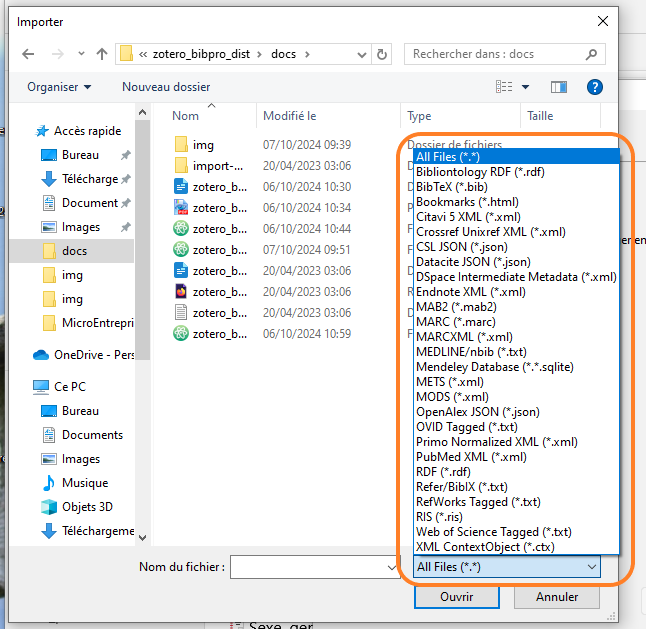 Importer
« zotero_bibpro_dist › docs ›
Rechercher dans : docs
Organiser
Nouveau dossier
Nom
Modifié le
Type
Taille
Accès rapide
Bureau
Télécharge
Document
Images
docs
img
img
MicroEntrepri
OneDrive - Pers
Ce PC
Bureau
Documents
Images
Musique
Objets 3D
Télécharгeme
img 07/10/2024 09:39 Dossier de fichiers
import-... 20/04/2023 03:06
zotero_b... 06/10/2024 10:30
zotero_b... 06/10/2024 10:34
zotero_b... 06/10/2024 10:44
zotero_b... 07/10/2024 09:51
zotero_b... 20/04/2023 03:06
zotero_b... 20/04/2023 03:06
zotero_b... 20/04/2023 03:06
zotero_b... 06/10/2024 10:59
All Files (*.*)
Bibliontology RDF (*.rdf)
BibTeX (*.bib)
Bookmarks (*.html)
Citavi 5 XML (*.xml)
Crossref Unixref XML (*.xml)
CSL JSON (*.json)
Datacite JSON (*.json)
DSpace Intermediate Metadata (*.xml)
Endnote XML (*.xml)
MAB2 (*.mab2)
MARC (*.marc)
MARCXML (*.xml)
MEDLINE/nbib (*.txt)
Mendeley Database (*.*.sqlite)
METS (*.xml)
MODS (*.xml)
OpenAlex JSON (*.json)
OVID Tagged (*.txt)
Primo Normalized XML (*.xml)
PubMed XML (*.xml)
RDF (*.rdf)
Refer/BibIX (*.txt)
RefWorks Tagged (*.txt)
RIS (*.ris)
Web of Science Tagged (*.txt)
XML ContextObject (*.ctx)
Nom du fichier :
All Files (*.*)
Ouvrir
Annuler